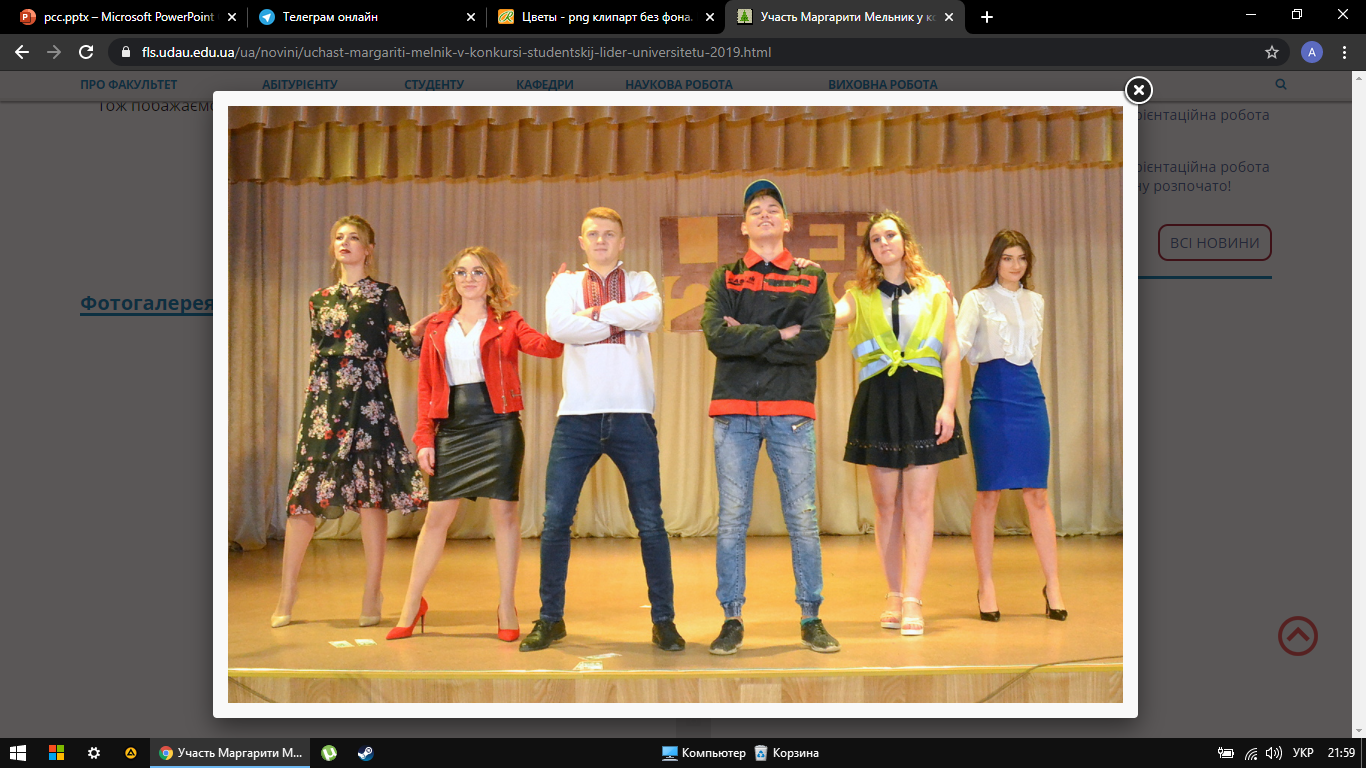 pcc.pptx – Microsoft PowerPoint
Телеграм онлайн
Цветы - png клипарт без фона.
Участь Маргарити Мельник у ко
fls.udau.edu.ua/ua/novini/uchast-margariti-melnik-v-konkursi-studentskij-lider-universitetu-2019.html
A
ПРО ФАКУЛЬТЕТ АБІТУРІЄНТУ СТУДЕНТУ КАФЕДРИ НАУКОВА РОБОТА ВИХОВНА РОБОТА
Тож побажаємо
рієнтаційна робота
рієнтаційна робота
ну розпочато!
ВСІ НОВИНИ
Фотогалерея
Участь Маргарити М...
Компьютер
Корзина
УКР
21:59